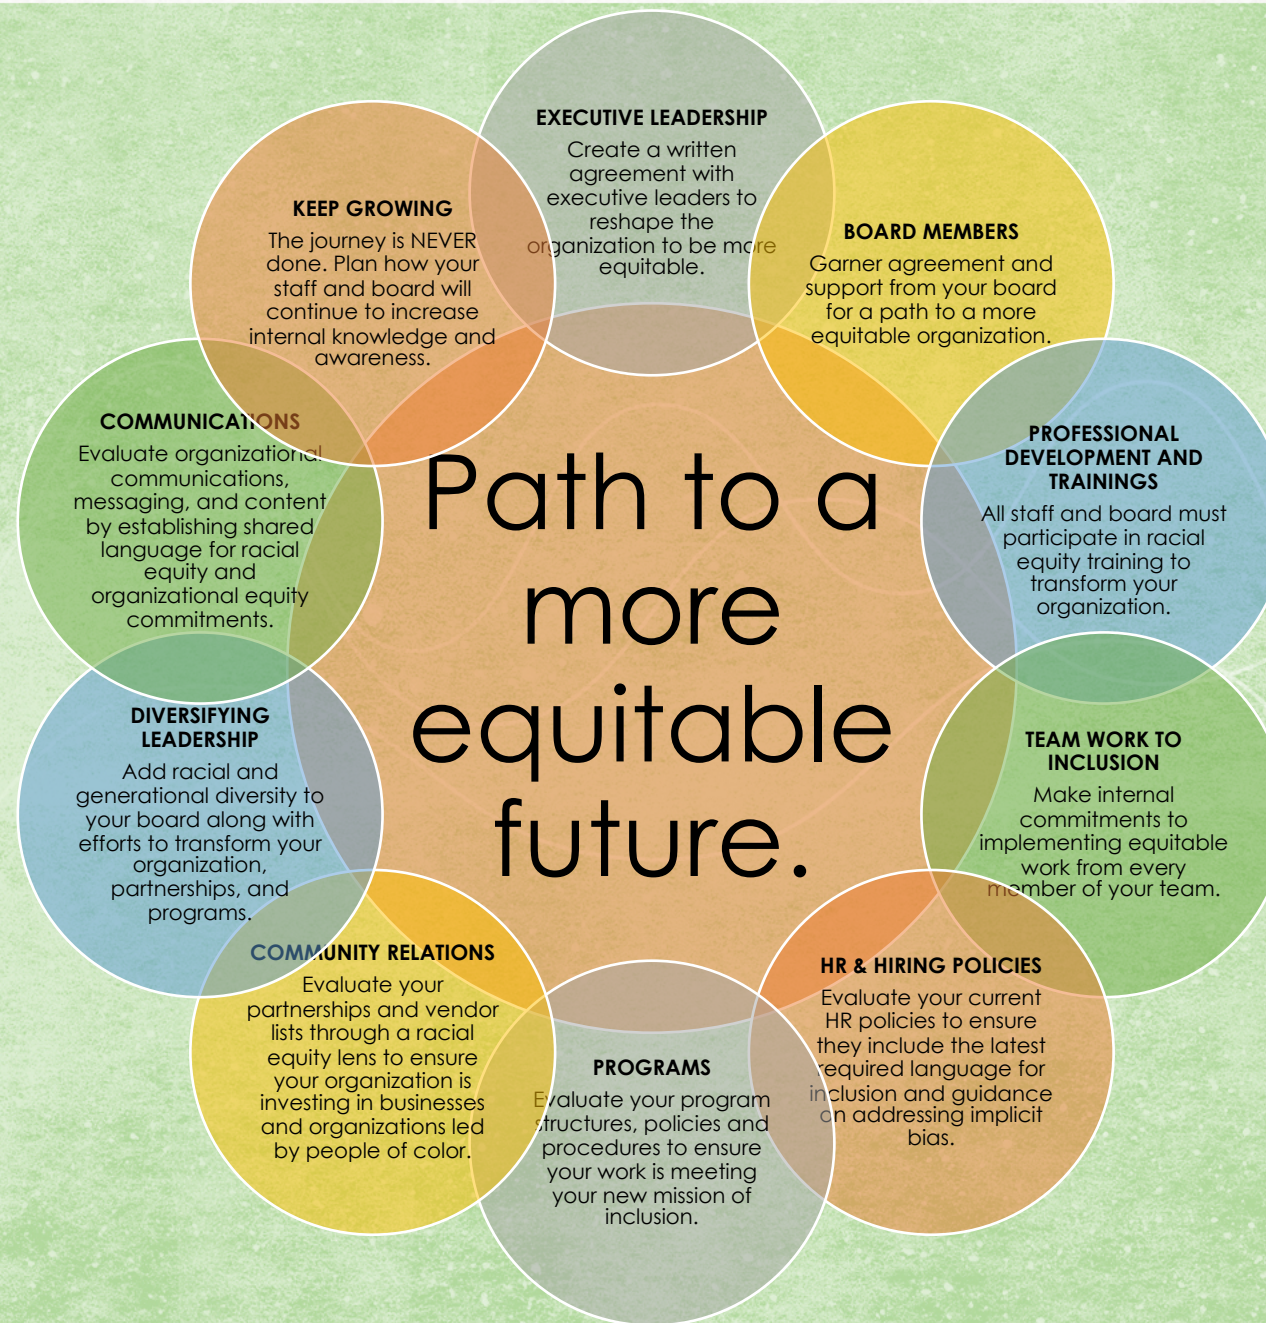 EXECUTIVE LEADERSHIP
Create a written
agreement with
executive leaders to
reshape the
organization to be more
equitable.
BOARD MEMBERS
Garner agreement and
support from your board
for a path to a more
equitable organization.
PROFESSIONAL
DEVELOPMENT AND
TRAININGS
All staff and board must
participate in racial
equity training to
transform your
organization.
TEAM WORK TO
INCLUSION
Make internal
commitments to
implementing equitable
work from every
member of your team.
HR & HIRING POLICIES
Evaluate your current
HR policies to ensure
they include the latest
required language for
inclusion and guidance
on addressing implicit
bias.
PROGRAMS
Evaluate your program
structures, policies and
procedures to ensure
your work is meeting
your new mission of
inclusion.
COMMUNITY RELATIONS
Evaluate your
partnerships and vendor
lists through a racial
equity lens to ensure
your organization is
investing in businesses
and organizations led
by people of color.
DIVERSIFYING
LEADERSHIP
Add racial and
generational diversity to
your board along with
efforts to transform your
organization,
partnerships, and
programs.
COMMUNICATIONS
Evaluate organizational
communications,
messaging, and content
by establishing shared
language for racial
equity and
organizational equity
commitments.
KEEP GROWING
The journey is NEVER
done. Plan how your
staff and board will
continue to increase
internal knowledge and
awareness.
Path to a
more
equitable
future.